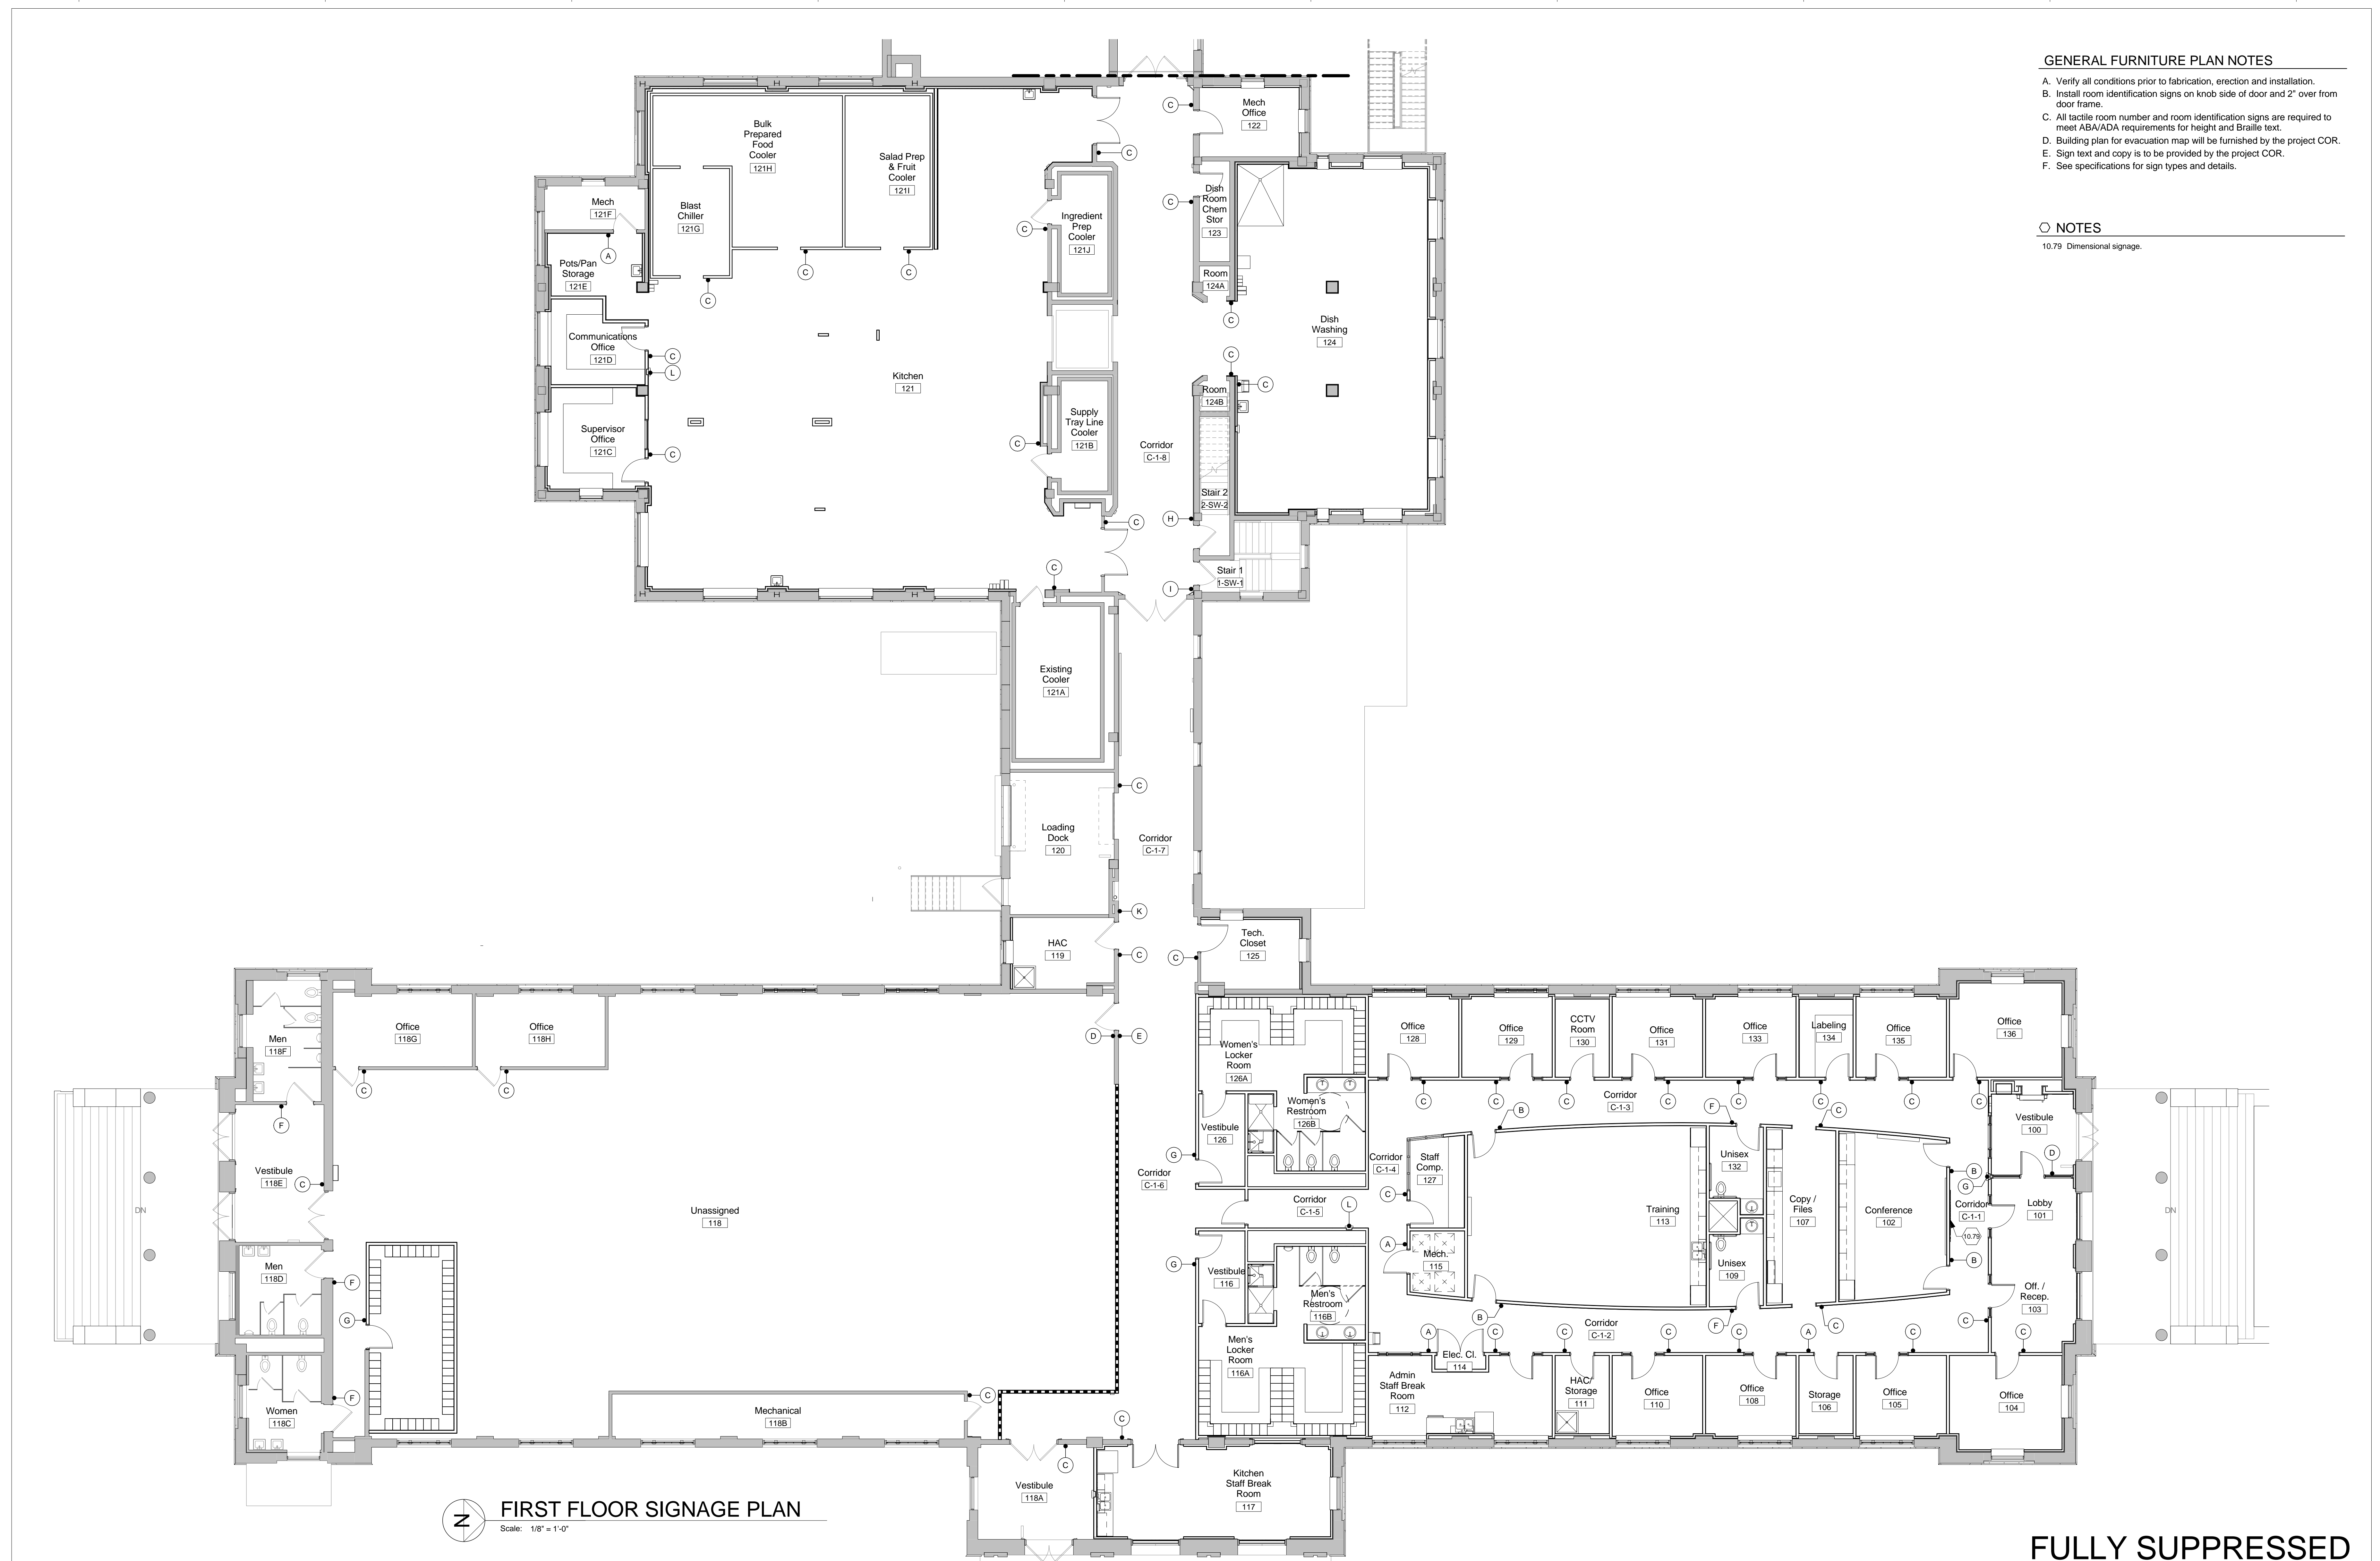 GENERAL FURNITURE PLAN NOTES
A. Verify all conditions prior to fabrication, erection and installation.
B. Install room identification signs on knob side of door and 2" over from
door frame.
C. All tactile room number and room identification signs are required to
meet ABA/ADA requirements for height and Braille text.
D. Building plan for evacuation map will be furnished by the project COR.
E. Sign text and copy is to be provided by the project COR.
F. See specifications for sign types and details.
NOTES
10.79 Dimensional signage.
Mech
Office
122
C
C
Bulk
Prepared
Food
Cooler
121H
Salad Prep
& Fruit
Cooler
121I
Blast
Chiller
121G
Mech
121F
A
Pots/Pan
Storage
121E
C
C
C
Ingredient
Prep
Cooler
121J
C
Dish
Room
Chem
Stor
123
C
Room
124A
C
Dish
Washing
124
C
C
Room
124B
Communications
Office
121D
C
L
Kitchen
121
Supervisor
Office
121C
C
Supply
Tray Line
Cooler
121B
C
Corridor
C-1-8
Stair 2
2-SW-2
H
C
C
Stair 1
1-SW-1
I
Existing
Cooler
121A
C
Loading
Dock
120
Corridor
C-1-7
K
HAC
119
C
Tech.
Closet
125
C
D
E
Men
118F
Office
118G
Office
118H
C
C
F
Vestibule
118E
C
Unassigned
118
DN
Men
118D
F
G
Women
118C
F
Mechanical
118B
C
Vestibule
118A
C
C
Kitchen
Staff Break
Room
117
Corridor
C-1-6
Women's
Locker
Room
126A
Women's
Restroom
126B
Vestibule
126
G
Corridor
C-1-5
L
Vestibule
116
G
Men's
Restroom
116B
Men's
Locker
Room
116A
Office
128
Office
129
CCTV
Room
130
Office
131
Office
133
Labeling
134
Office
135
Office
136
C
C
C
C
C
C
C
C
Corridor
C-1-3
B
F
C
Vestibule
100
D
Corridor
C-1-4
Staff
Comp.
127
C
A
Mech.
115
Training
113
Unisex
132
Unisex
109
Copy /
Files
107
Conference
102
B
G
Corridor
C-1-1
10.79
B
Lobby
101
Off. /
Recep.
103
C
DN
B
F
C
Corridor
C-1-2
A
C
C
C
C
A
C
C
Elec. Cl.
114
Admin
Staff Break
Room
112
HAC/
Storage
111
Office
110
Office
108
Storage
106
Office
105
Office
104
N
FIRST FLOOR SIGNAGE PLAN
Scale: 1/8" = 1'-0"
FULLY SUPPRESSED